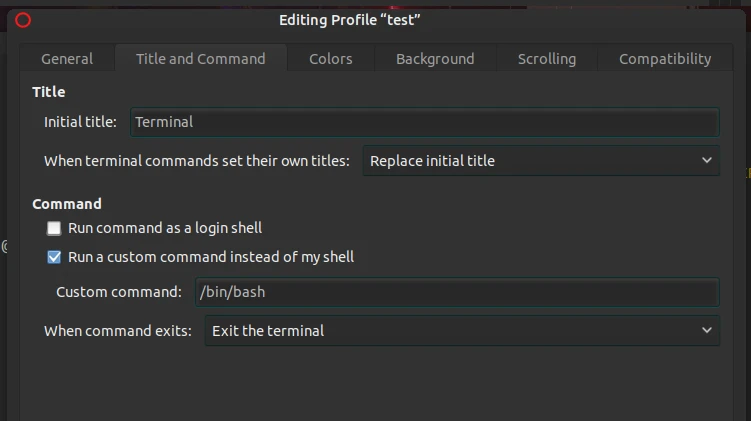 Editing Profile “test”
General Title and Command Colors Background Scrolling Compatibility
Title
Initial title: Terminal
When terminal commands set their own titles: Replace initial title
Command
Run command as a login shell
Run a custom command instead of my shell
Custom command: /bin/bash
When command exits: Exit the terminal